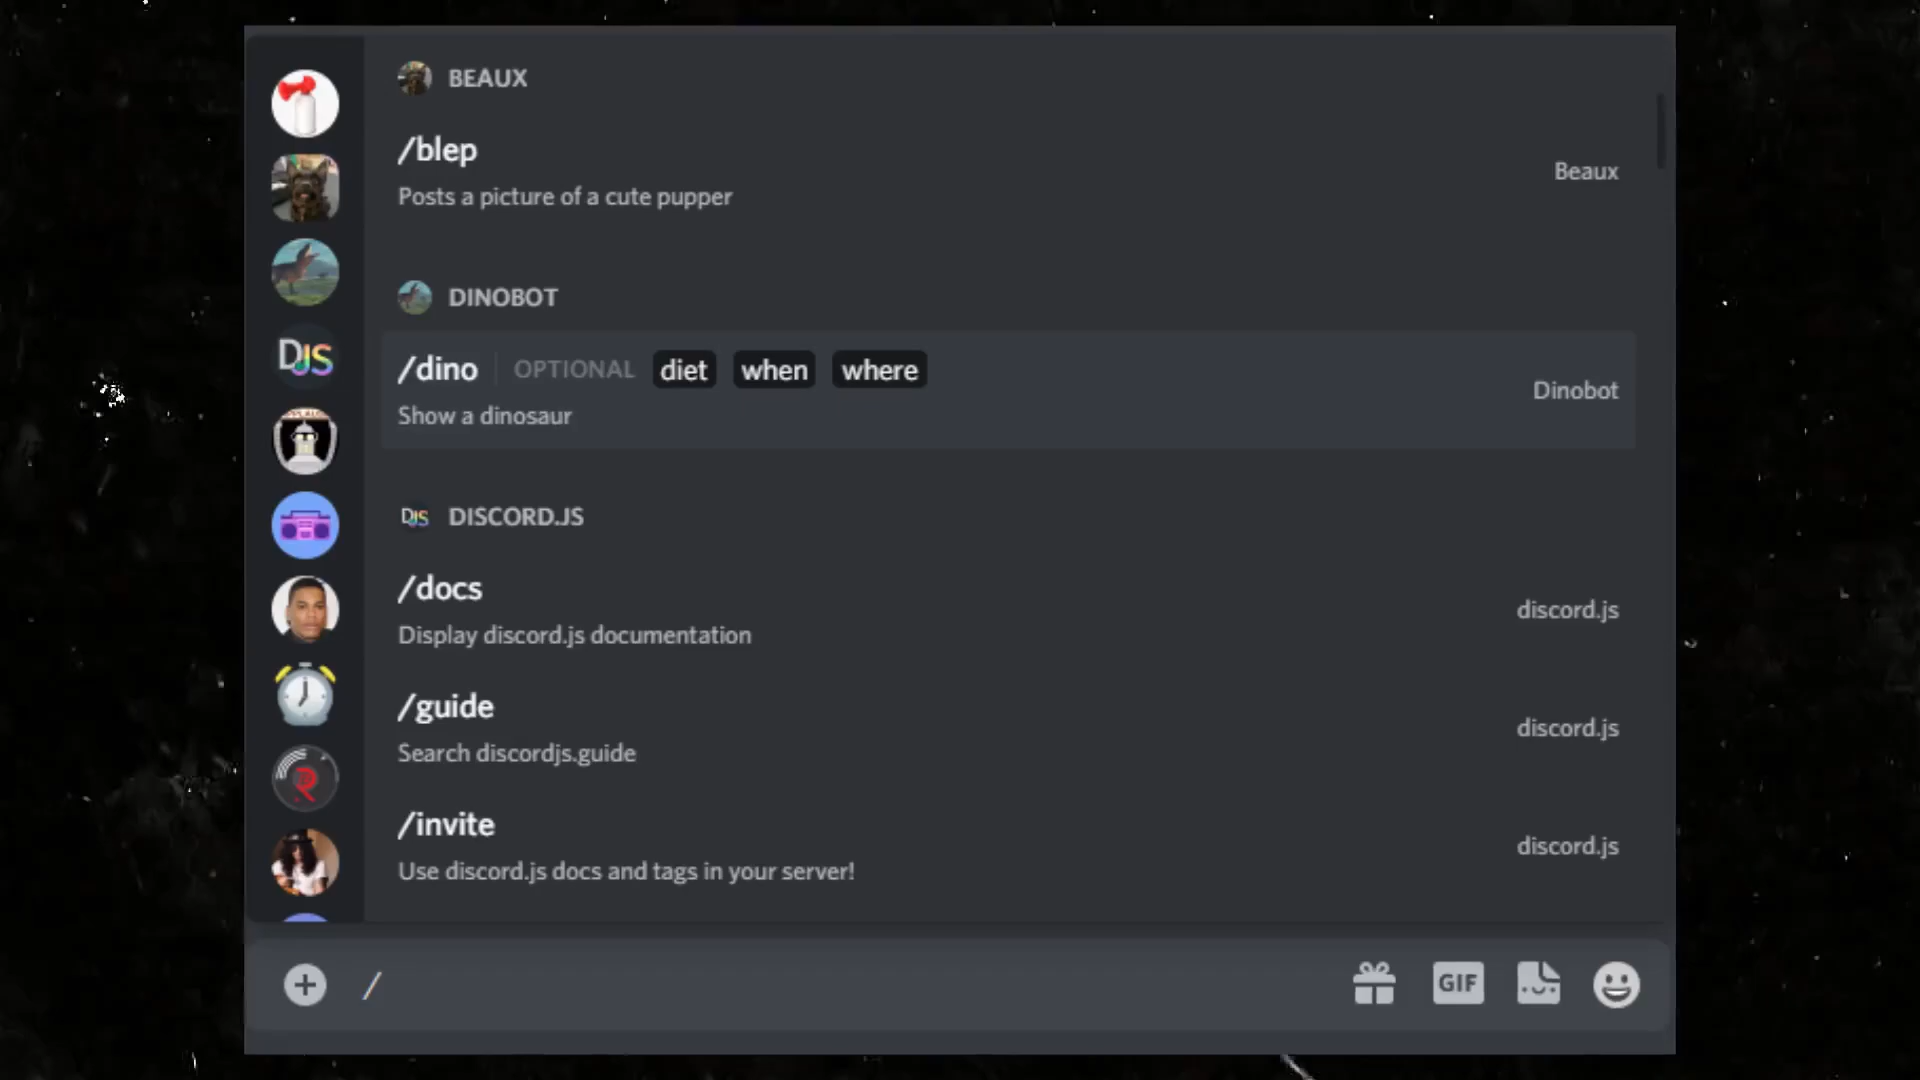 BEAUX
/blep
Posts a picture of a cute pupper
Beaux
DINOBOT
/dino OPTIONAL diet when where
Show a dinosaur
Dinobot
DJS
DJS DISCORD.JS
/docs
Display discord.js documentation
discord.js
/guide
Search discordjs.guide
discord.js
/invite
Use discord.js docs and tags in your server!
discord.js
/
GIF